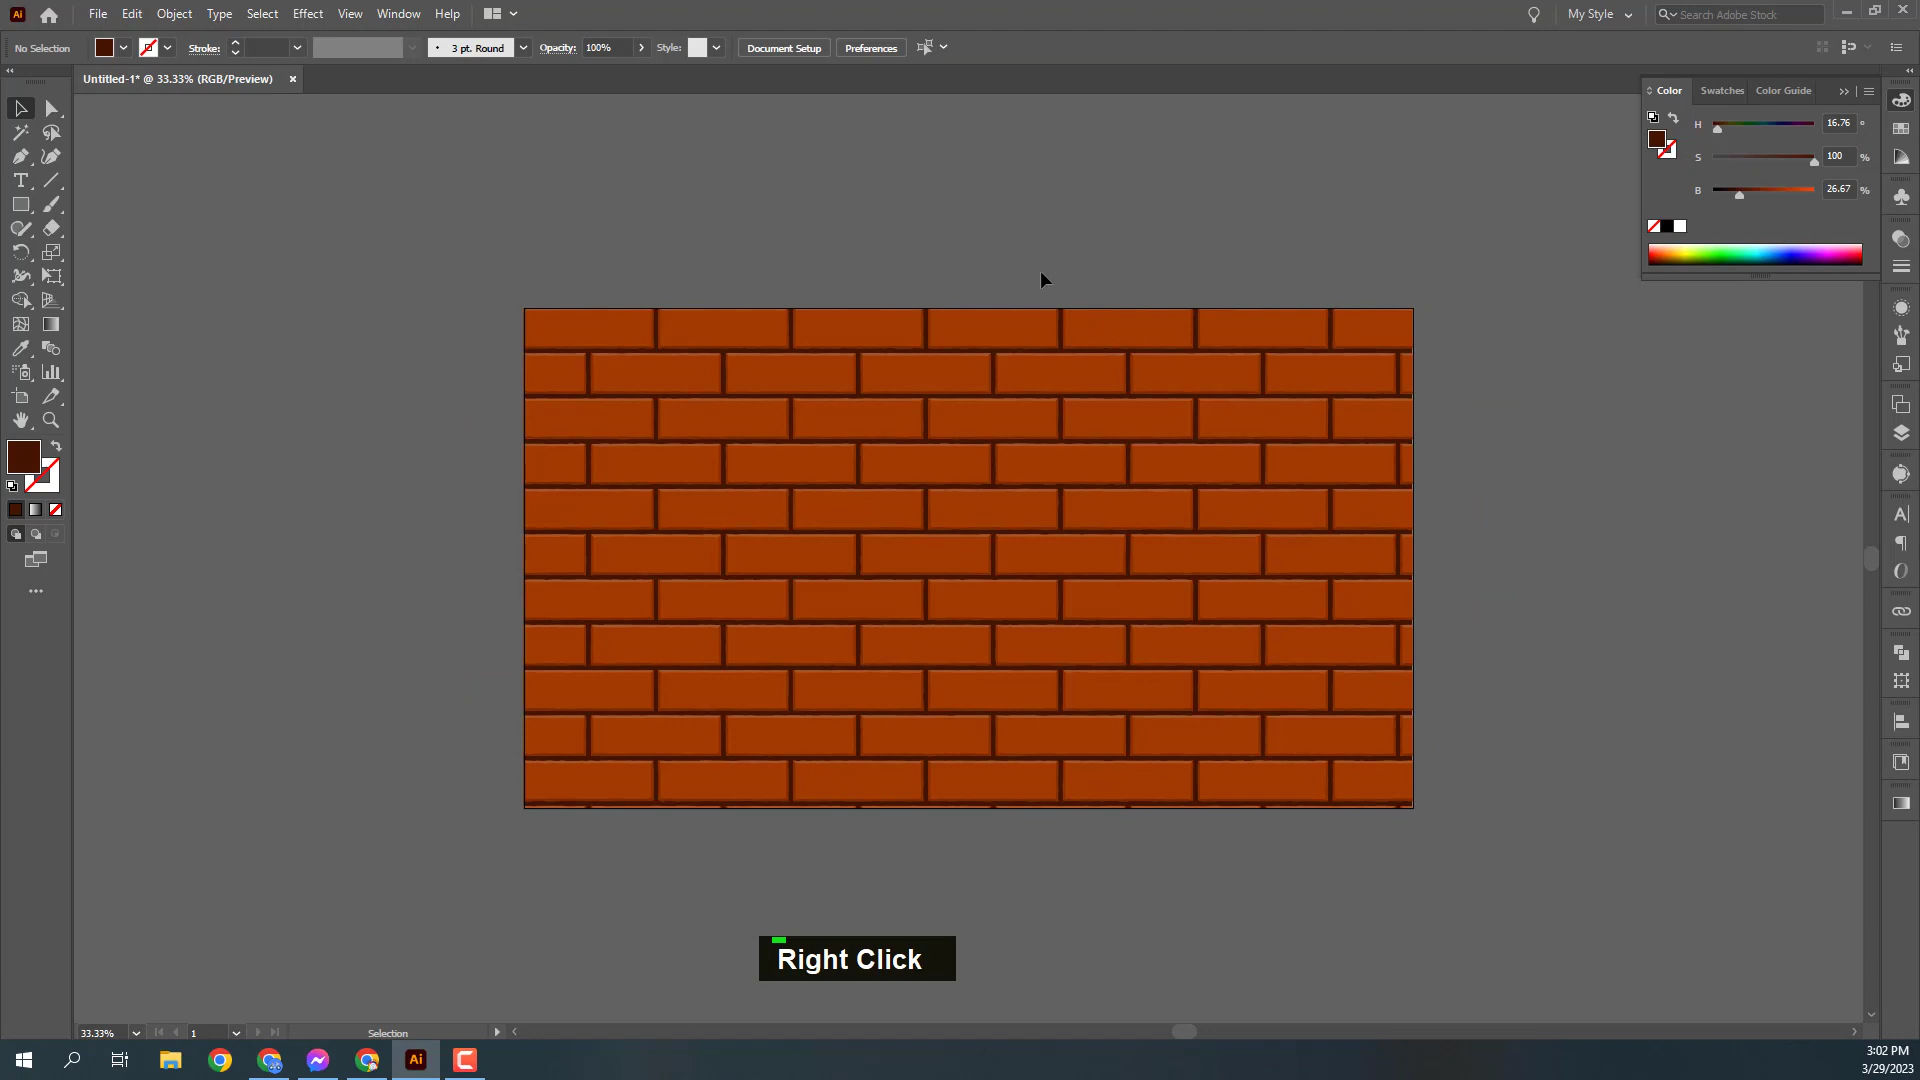 Ai File Edit Object Type Select Effect View Window Help My Style Search Adobe Stock
No Selection Stroke: 3 pt. Round Opacity: 100% Style: Document Setup Preferences
Untitled-1* @ 33.33% (RGB/Preview) ×
Color Swatches Color Guide
H 16.76 °
S 100 %
B 26.67 %
Right Click
33.33% 1 Selection
Ai
3:02 PM
3/29/2023